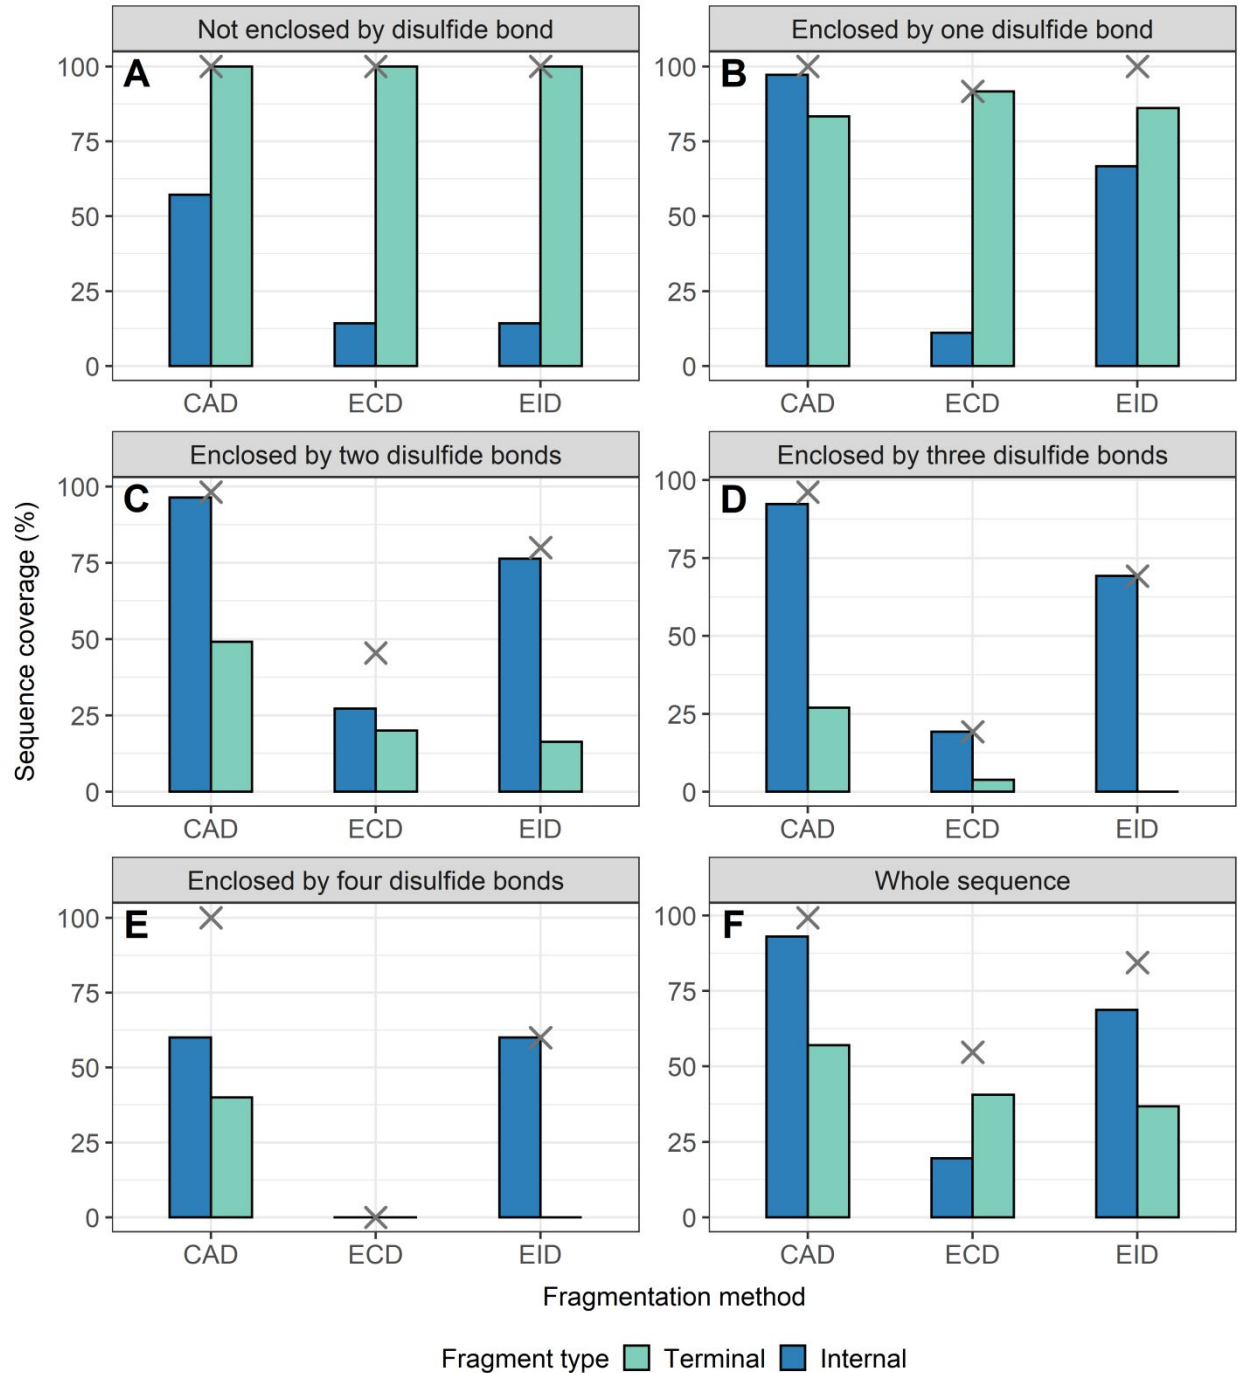 Not enclosed by disulfide bond
Enclosed by one disulfide bond
A
B
100
75
50
25
0
100
75
50
25
0
CAD ECD EID
CAD ECD EID
Enclosed by two disulfide bonds
Enclosed by three disulfide bonds
C
D
100
75
50
25
0
100
75
50
25
0
CAD ECD EID
CAD ECD EID
Sequence coverage (%)
Enclosed by four disulfide bonds
Whole sequence
E
F
100
75
50
25
0
100
75
50
25
0
CAD ECD EID
CAD ECD EID
Fragmentation method
Fragment type Terminal Internal